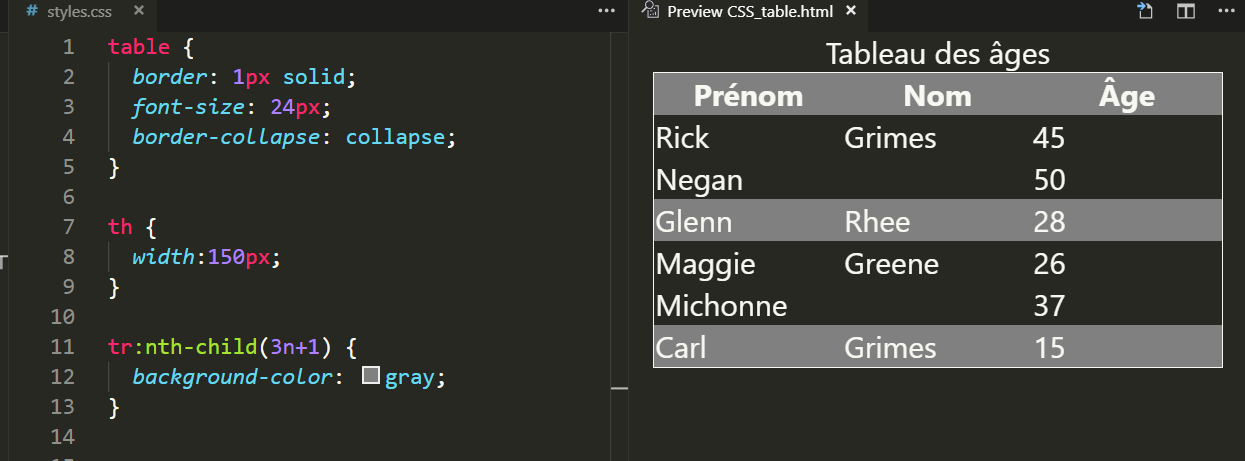 styles.css × ...
1 table {
2 border: 1px solid;
3 font-size: 24px;
4 border-collapse: collapse;
5 }
6
7 th {
8 width:150px;
9 }
10
11 tr:nth-child(3n+1) {
12 background-color: gray;
13 }
14
Preview CSS_table.html × ...
Tableau des âges
Prénom Nom Âge
Rick Grimes 45
Negan 50
Glenn Rhee 28
Maggie Greene 26
Michonne 37
Carl Grimes 15